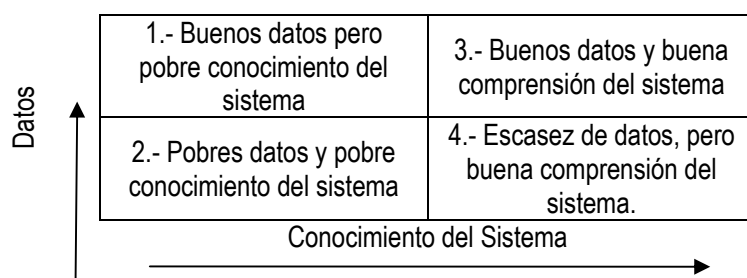 1.- Buenos datos pero
pobre conocimiento del
sistema
3.- Buenos datos y buena
comprensión del sistema
Datos
2.- Pobres datos y pobre
conocimiento del sistema
4.- Escasez de datos, pero
buena comprensión del
sistema.
Conocimiento del Sistema